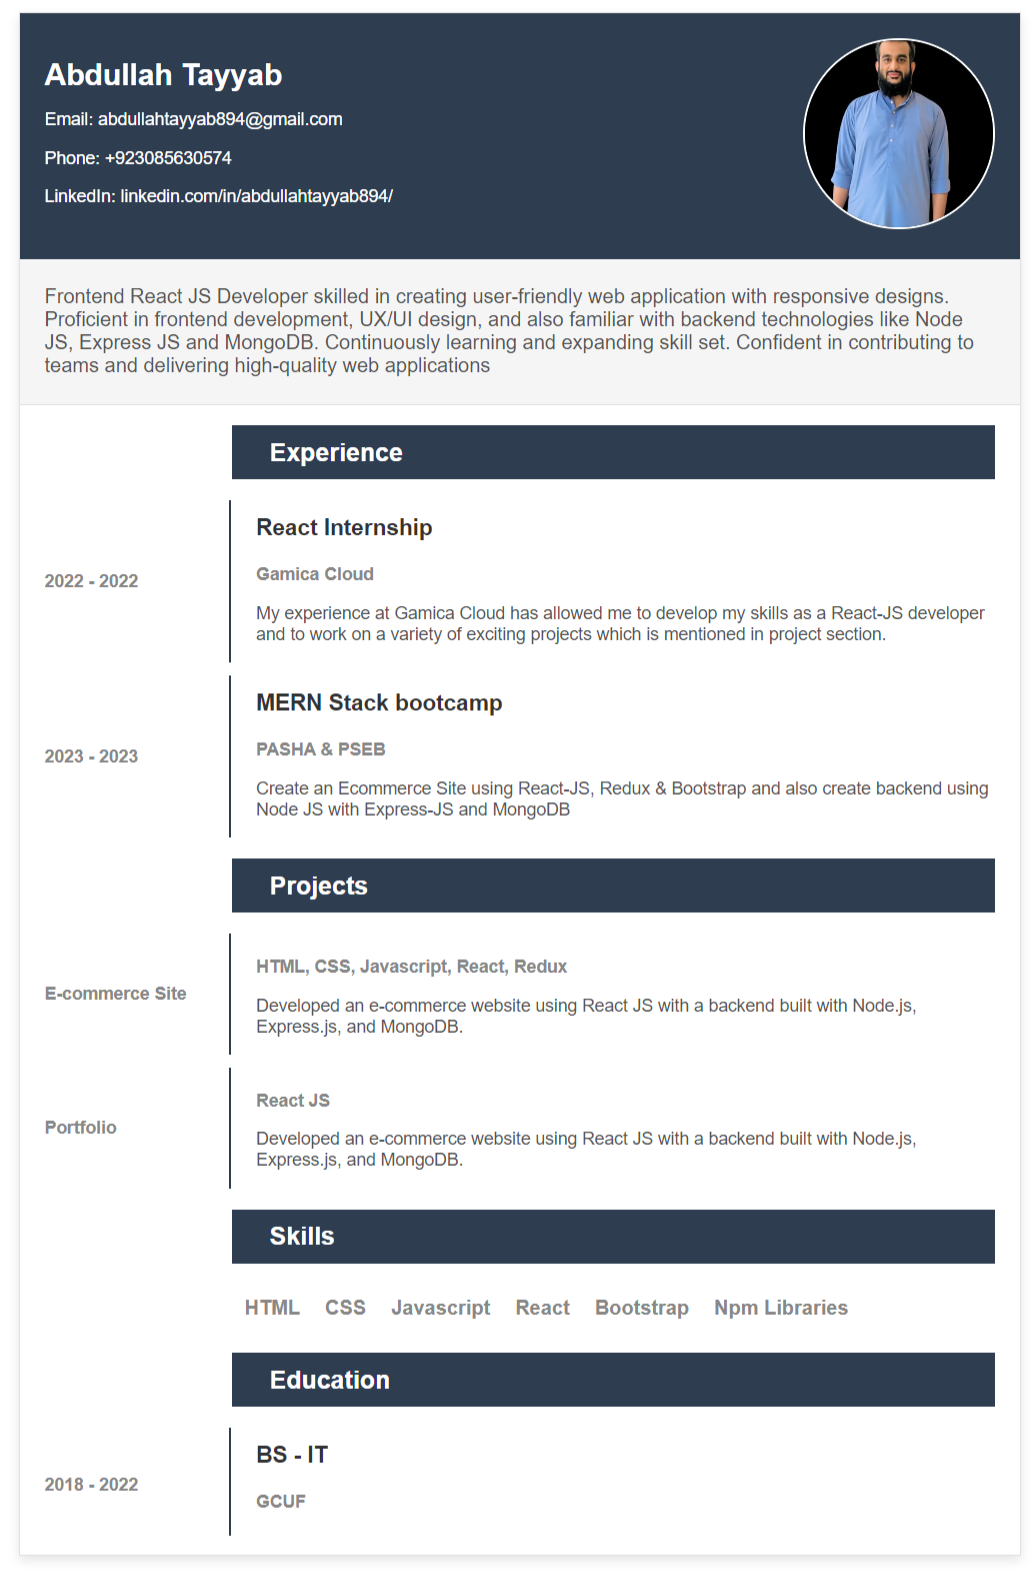 Abdullah Tayyab
Email: abdullahtayyab894@gmail.com
Phone: +923085630574
LinkedIn: linkedin.com/in/abdullahtayyab894/
Frontend React JS Developer skilled in creating user-friendly web application with responsive designs.
Proficient in frontend development, UX/UI design, and also familiar with backend technologies like Node
JS, Express JS and MongoDB. Continuously learning and expanding skill set. Confident in contributing to
teams and delivering high-quality web applications
Experience
2022 - 2022
React Internship
Gamica Cloud
My experience at Gamica Cloud has allowed me to develop my skills as a React-JS developer
and to work on a variety of exciting projects which is mentioned in project section.
2023 - 2023
MERN Stack bootcamp
PASHA & PSEB
Create an Ecommerce Site using React-JS, Redux & Bootstrap and also create backend using
Node JS with Express-JS and MongoDB
Projects
E-commerce Site
HTML, CSS, Javascript, React, Redux
Developed an e-commerce website using React JS with a backend built with Node.js,
Express.js, and MongoDB.
Portfolio
React JS
Developed an e-commerce website using React JS with a backend built with Node.js,
Express.js, and MongoDB.
Skills
HTML CSS Javascript React Bootstrap Npm Libraries
Education
2018 - 2022
BS - IT
GCUF